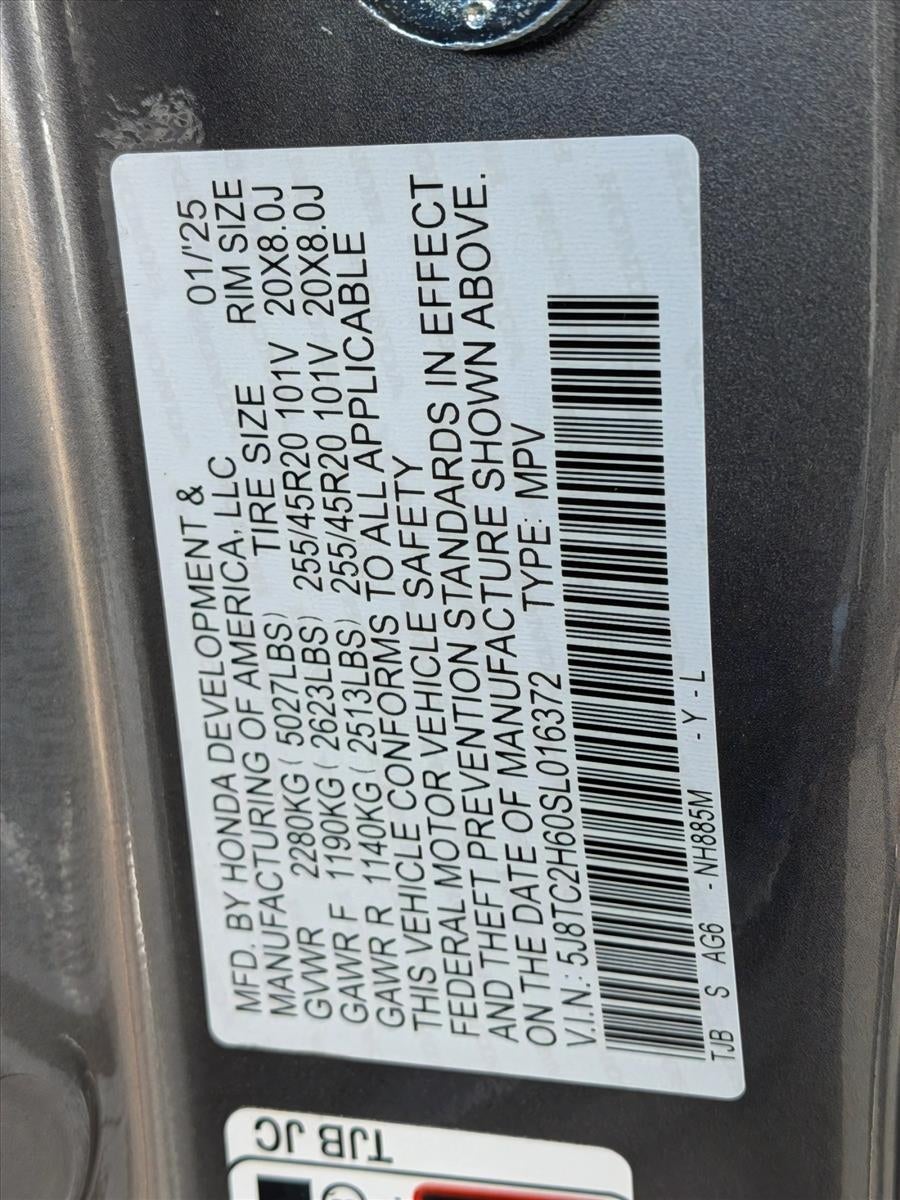 MFD. BY HONDA DEVELOPMENT & 01/'25
MANUFACTURING OF AMERICA, LLC RIM SIZE
TIRE SIZE
GVWR 2280KG ( 5027LBS) 255/45R20 101V 20X8.0J
GAWR F 1190KG ( 2623LBS) 255/45R20 101V 20X8.0J
GAWR R 1140KG ( 2513LBS)
THIS VEHICLE CONFORMS TO ALL APPLICABLE
FEDERAL MOTOR VEHICLE SAFETY
AND THEFT PREVENTION STANDARDS IN EFFECT
ON THE DATE OF MANUFACTURE SHOWN ABOVE.
V.I.N.: 5J8TC2H60SL016372 TYPE: MPV
TJB S AG6 - NH885M - Y - L
TJB JC